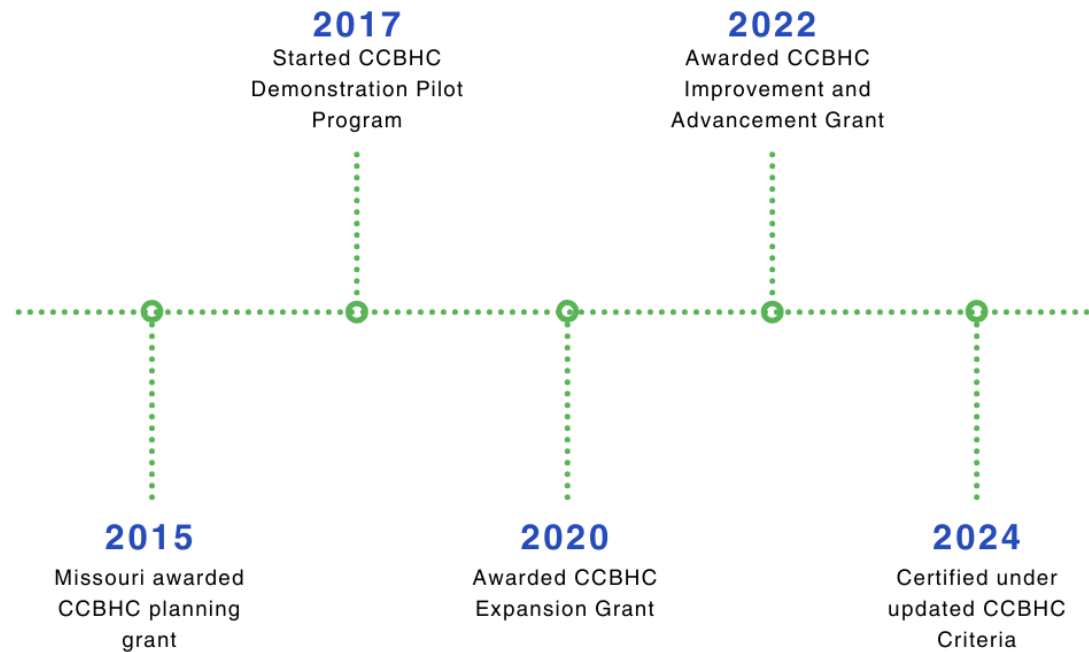 2017
Started CCBHC
Demonstration Pilot
Program
2022
Awarded CCBHC
Improvement and
Advancement Grant
2015
Missouri awarded
CCBHC planning
grant
2020
Awarded CCBHC
Expansion Grant
2024
Certified under
updated CCBHC
Criteria